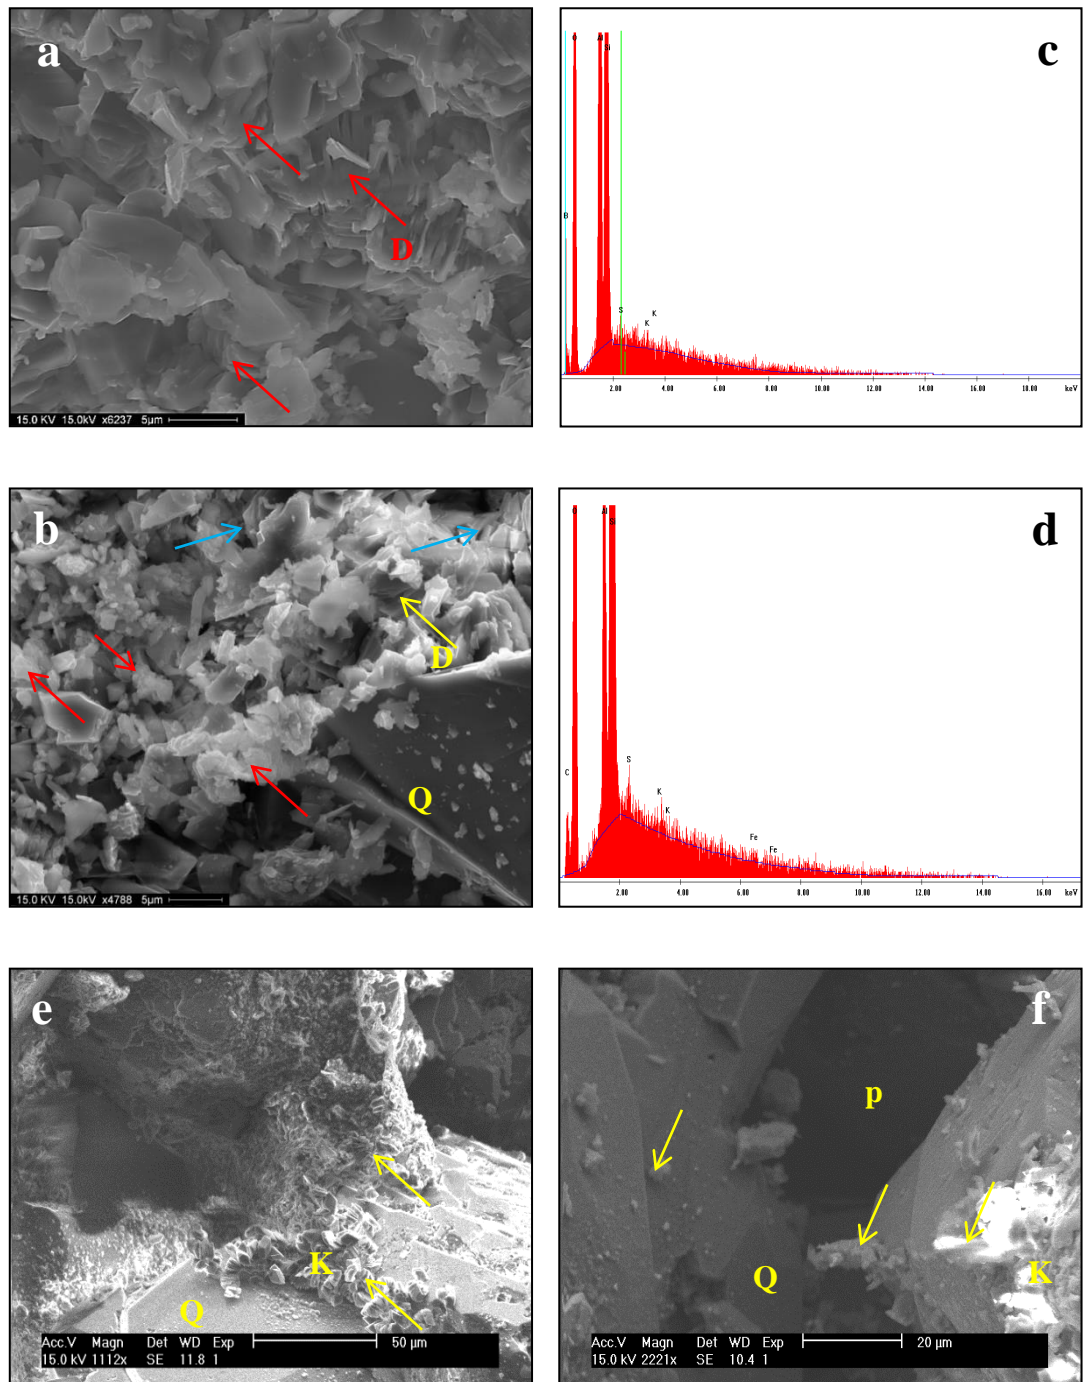 a
D
15.0 KV 15.0kV x6237 5µm
c
O Al
Si
B
S K
K
2.00 4.00 6.00 8.00 10.00 12.00 14.00 16.00 18.00 keV
b
D
Q
15.0 KV 15.0kV x4788 5µm
d
O Al
Si
C
S
K
K
Fe
Fe
2.00 4.00 6.00 8.00 10.00 12.00 14.00 16.00 keV
e
K
Q
Acc.V Magn Det WD Exp 50 µm
15.0 kV 1112x SE 11.8 1
f
p
Q
K
Acc.V Magn Det WD Exp 20 µm
15.0 kV 2221x SE 10.4 1